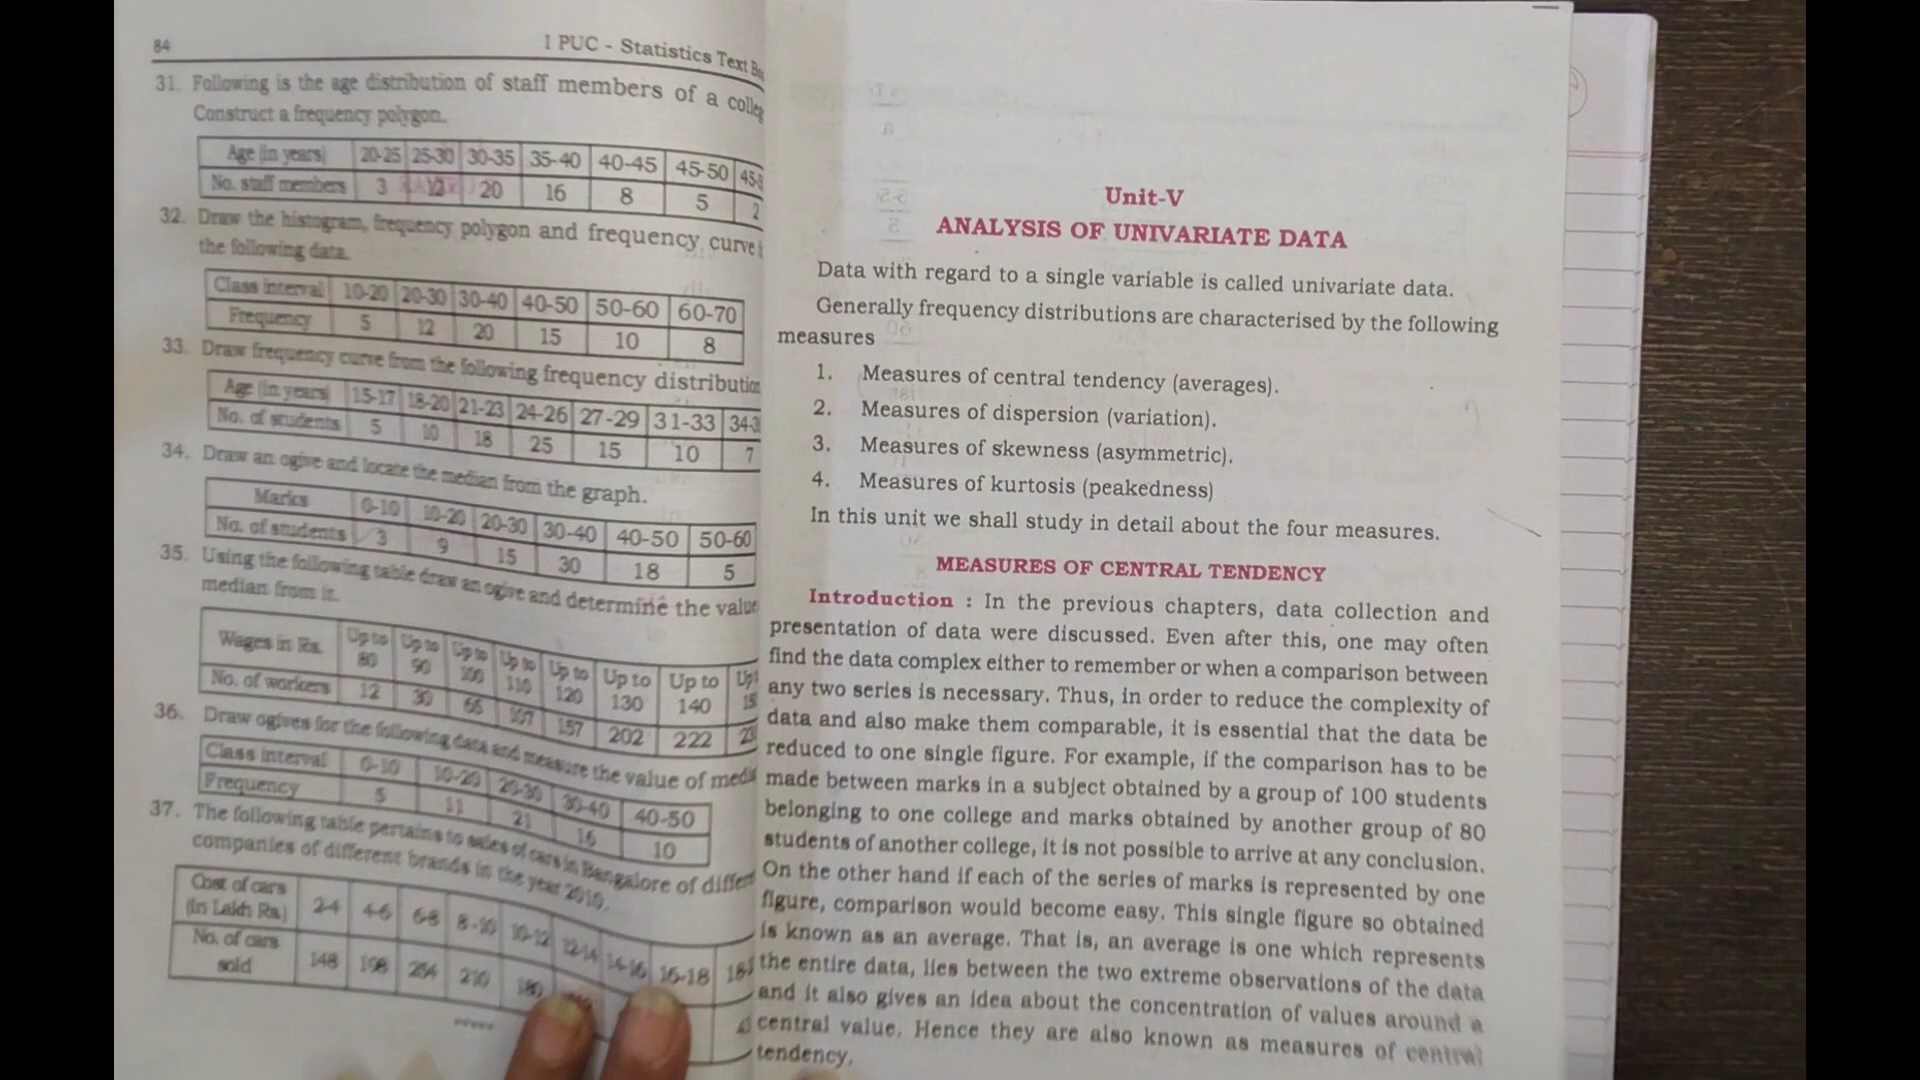 84
I PUC - Statistics Text
31. Following is the age distribution of staff members of a
Construct a frequency polygon.
Age (in years) 20-25 25-30 30-35 35-40 40-45 45-50
No. staff members 3 12 20 16 8 5 2
32. Draw the histogram, frequency polygon and frequency curve
the following data.
Class interval 10-20 20-30 30-40 40-50 50-60 60-70
Frequency 5 12 20 15 10 8
33. Draw frequency curve from the following frequency
Age (in years) 15-17 18-20 21-23 24-26 27-29 31-33
No. of students 5 10 18 25 15 10 7
34. Draw an ogive and locate the median from the graph.
Marks 0-10 10-20 20-30 30-40 40-50 50-60
No. of students 3 9 15 30 18 5
35. Using the following table draw an ogive and determine the
median from it.
Wages in Rs. Up to 80 Up to 90 Up to 100 Up to 110 Up to 120 Up to 130 Up to 140
No. of workers 12 30 65 107 157 202 222
36. Draw ogives for the following data and measure the value of
Class interval 0-10 10-20 20-30 30-40 40-50
Frequency 5 11 21 16 10
37. The following table pertains to sales of cars in Bangalore of
companies of different brands in the year 2010.
Cost of cars (in Lakh Rs.) 2-4 4-6 6-8 8-10 10-12 12-14 14-16 16-18
No. of cars sold 148 198 254 210 180
*****
Unit-V
ANALYSIS OF UNIVARIATE DATA
Data with regard to a single variable is called univariate data.
Generally frequency distributions are characterised by the following
measures
1. Measures of central tendency (averages).
2. Measures of dispersion (variation).
3. Measures of skewness (asymmetric).
4. Measures of kurtosis (peakedness)
In this unit we shall study in detail about the four measures.
MEASURES OF CENTRAL TENDENCY
Introduction : In the previous chapters, data collection and
presentation of data were discussed. Even after this, one may often
find the data complex either to remember or when a comparison between
any two series is necessary. Thus, in order to reduce the complexity of
data and also make them comparable, it is essential that the data be
reduced to one single figure. For example, if the comparison has to be
made between marks in a subject obtained by a group of 100 students
belonging to one college and marks obtained by another group of 80
students of another college, it is not possible to arrive at any conclusion.
On the other hand if each of the series of marks is represented by one
figure, comparison would become easy. This single figure so obtained
is known as an average. That is, an average is one which represents
the entire data, lies between the two extreme observations of the data
and it also gives an idea about the concentration of values around a
central value. Hence they are also known as measures of central
tendency.